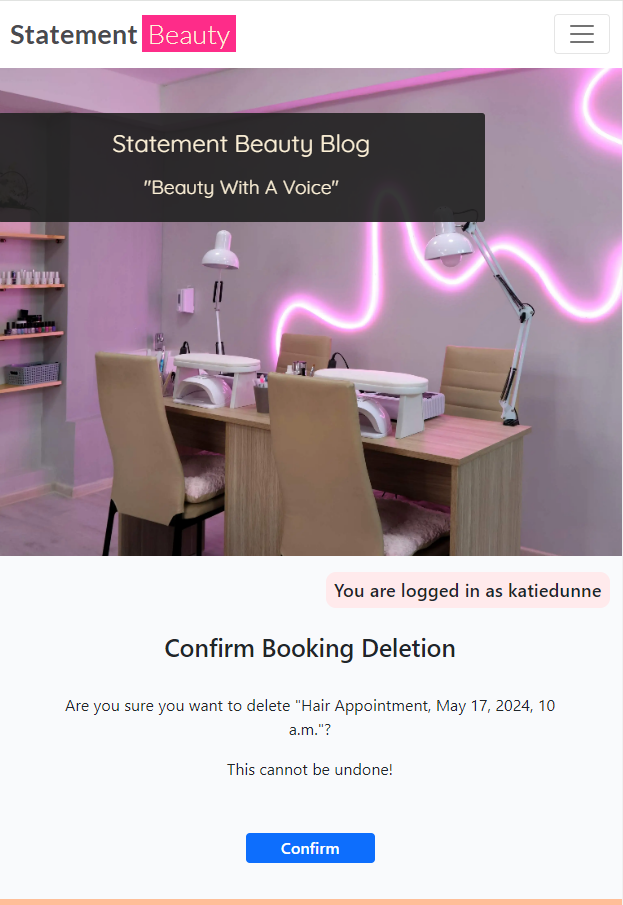 Statement Beauty
Statement Beauty Blog
"Beauty With A Voice"
You are logged in as katiedunne
Confirm Booking Deletion
Are you sure you want to delete "Hair Appointment, May 17, 2024, 10
a.m."?
This cannot be undone!
Confirm